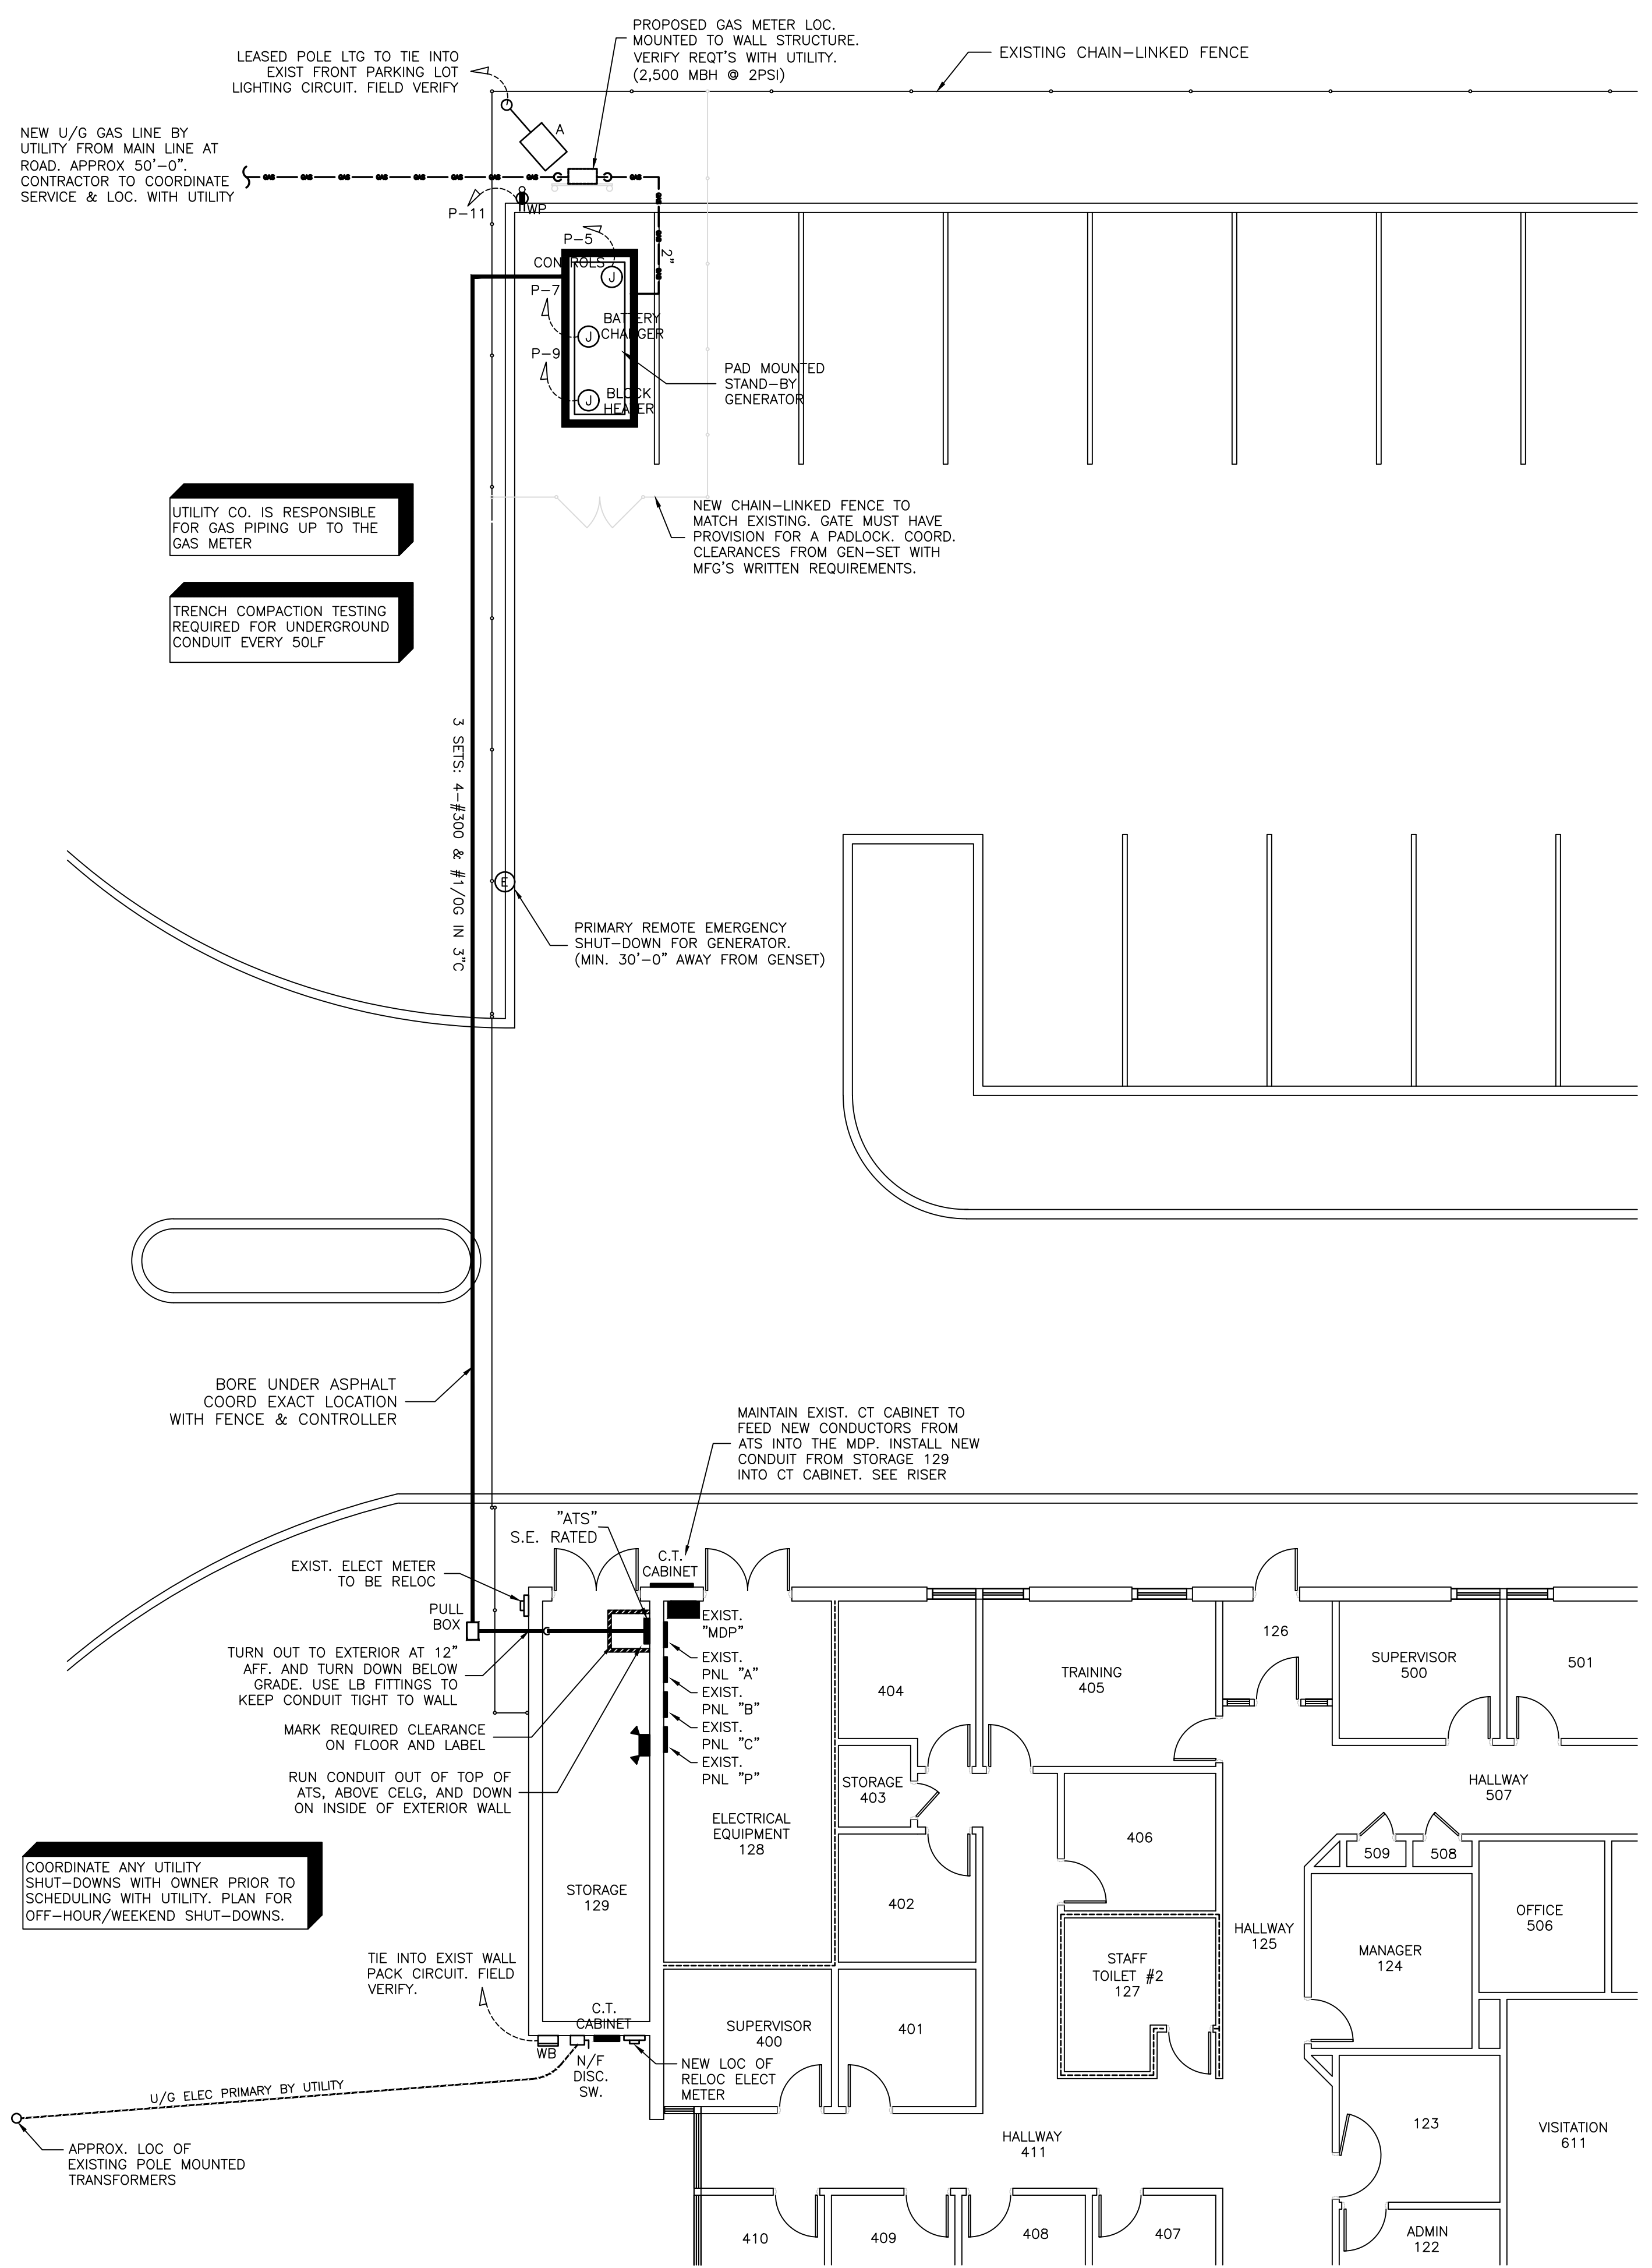 PROPOSED GAS METER LOC.
MOUNTED TO WALL STRUCTURE.
VERIFY REQT'S WITH UTILITY.
(2,500 MBH @ 2PSI)
EXISTING CHAIN-LINKED FENCE
LEASED POLE LTG TO TIE INTO
EXIST FRONT PARKING LOT
LIGHTING CIRCUIT. FIELD VERIFY
A
NEW U/G GAS LINE BY
UTILITY FROM MAIN LINE AT
ROAD. APPROX 50'-0".
CONTRACTOR TO COORDINATE
SERVICE & LOC. WITH UTILITY
GAS
GAS
GAS
GAS
GAS
GAS
GAS
GAS
GAS
GAS
GAS
GAS
P-11
WP
P-5
2"
CONTROLS
J
P-7
BATTERY
CHARGER
J
P-9
BLOCK
HEATER
J
PAD MOUNTED
STAND-BY
GENERATOR
UTILITY CO. IS RESPONSIBLE
FOR GAS PIPING UP TO THE
GAS METER
NEW CHAIN-LINKED FENCE TO
MATCH EXISTING. GATE MUST HAVE
PROVISION FOR A PADLOCK. COORD.
CLEARANCES FROM GEN-SET WITH
MFG'S WRITTEN REQUIREMENTS.
TRENCH COMPACTION TESTING
REQUIRED FOR UNDERGROUND
CONDUIT EVERY 50LF
3 SETS: 4-#300 & #1/0G IN 3"C
E
PRIMARY REMOTE EMERGENCY
SHUT-DOWN FOR GENERATOR.
(MIN. 30'-0" AWAY FROM GENSET)
BORE UNDER ASPHALT
COORD EXACT LOCATION
WITH FENCE & CONTROLLER
MAINTAIN EXIST. CT CABINET TO
FEED NEW CONDUCTORS FROM
ATS INTO THE MDP. INSTALL NEW
CONDUIT FROM STORAGE 129
INTO CT CABINET. SEE RISER
"ATS"
S.E. RATED
C.T.
CABINET
EXIST. ELECT METER
TO BE RELOC
PULL
BOX
EXIST.
"MDP"
EXIST.
PNL "A"
EXIST.
PNL "B"
EXIST.
PNL "C"
EXIST.
PNL "P"
TURN OUT TO EXTERIOR AT 12"
AFF. AND TURN DOWN BELOW
GRADE. USE LB FITTINGS TO
KEEP CONDUIT TIGHT TO WALL
MARK REQUIRED CLEARANCE
ON FLOOR AND LABEL
RUN CONDUIT OUT OF TOP OF
ATS, ABOVE CELG, AND DOWN
ON INSIDE OF EXTERIOR WALL
126
SUPERVISOR
500
501
TRAINING
405
404
STORAGE
403
HALLWAY
507
ELECTRICAL
EQUIPMENT
128
406
509
508
COORDINATE ANY UTILITY
SHUT-DOWNS WITH OWNER PRIOR TO
SCHEDULING WITH UTILITY. PLAN FOR
OFF-HOUR/WEEKEND SHUT-DOWNS.
STORAGE
129
402
OFFICE
506
HALLWAY
125
MANAGER
124
STAFF
TOILET #2
127
TIE INTO EXIST WALL
PACK CIRCUIT. FIELD
VERIFY.
C.T.
CABINET
SUPERVISOR
400
401
WB
N/F
DISC.
SW.
NEW LOC OF
RELOC ELECT
METER
U/G ELEC PRIMARY BY UTILITY
APPROX. LOC OF
EXISTING POLE MOUNTED
TRANSFORMERS
HALLWAY
411
123
VISITATION
611
410
409
408
407
ADMIN
122